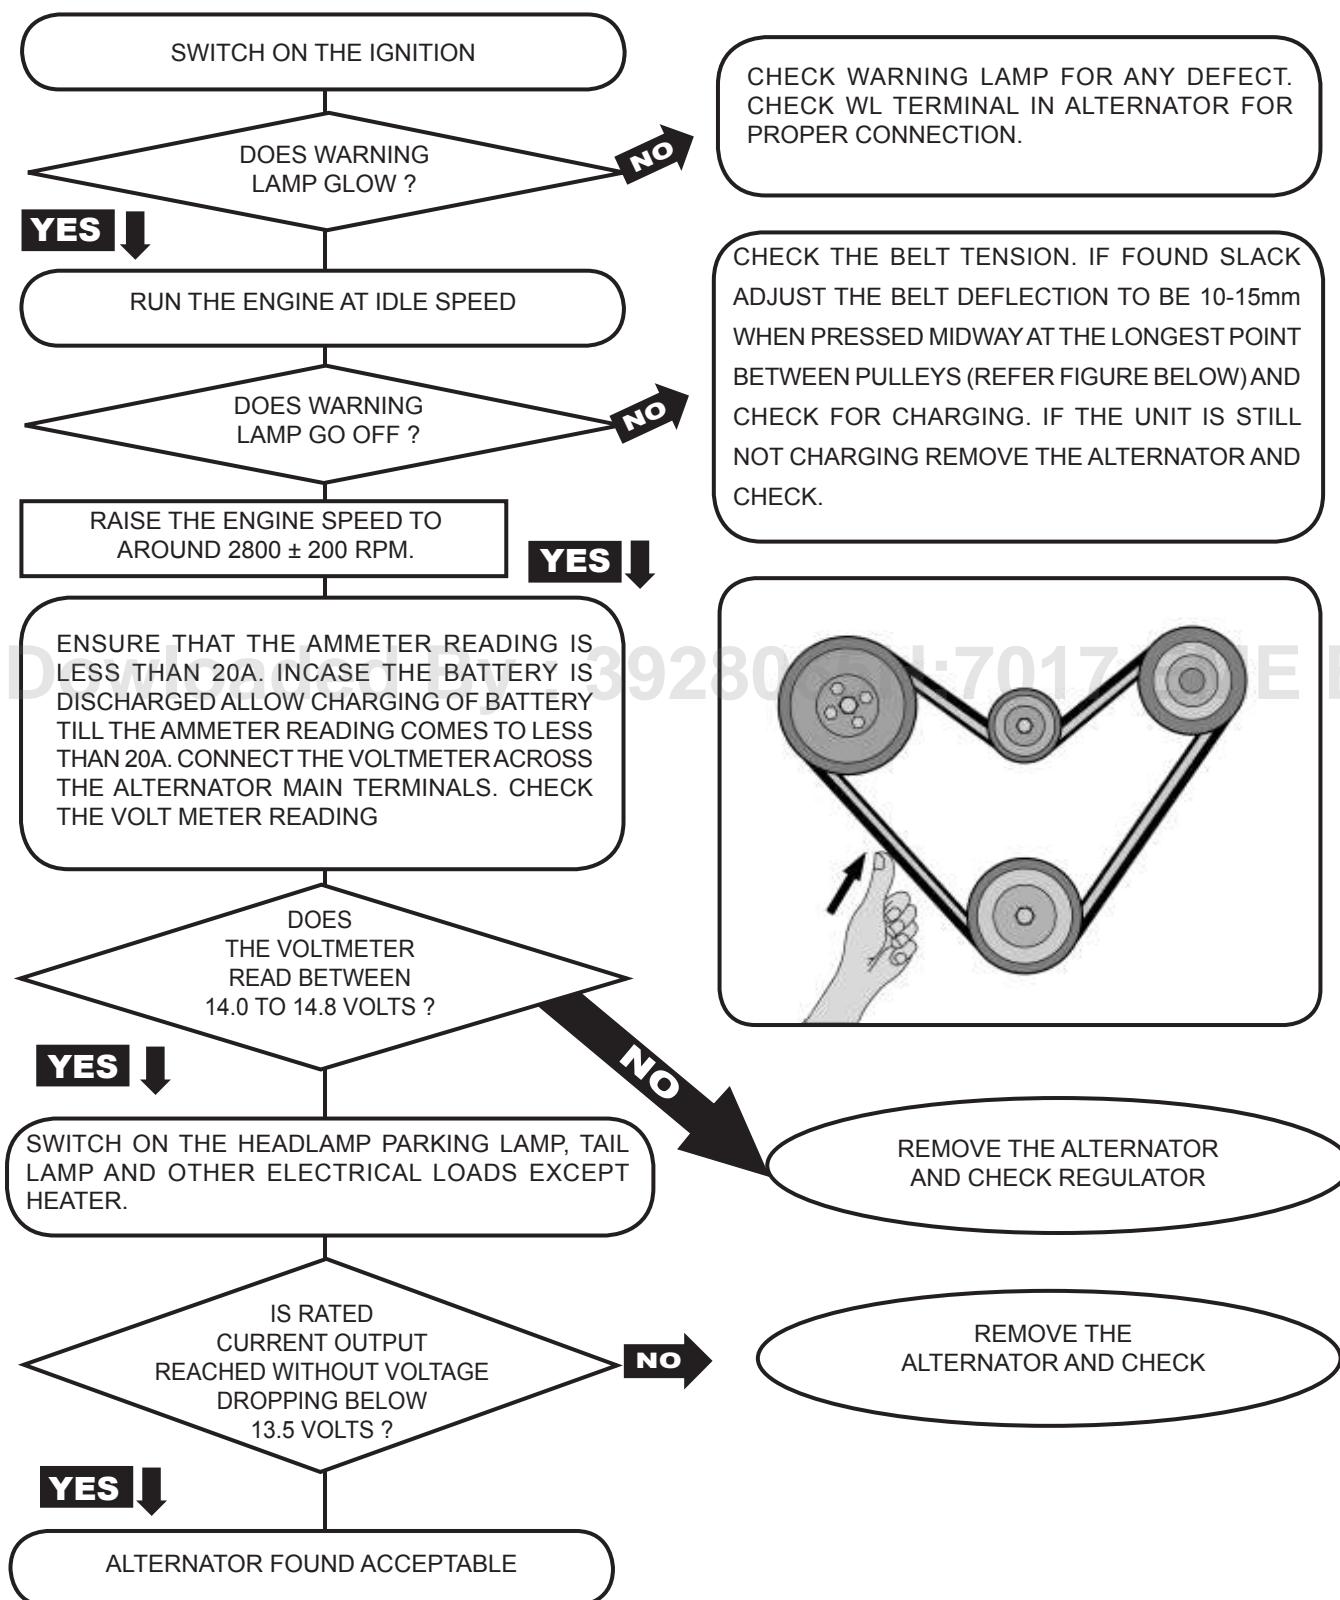 SWITCH ON THE IGNITION
CHECK WARNING LAMP FOR ANY DEFECT.
CHECK WL TERMINAL IN ALTERNATOR FOR
PROPER CONNECTION.
DOES WARNING
LAMP GLOW ?
NO
YES
RUN THE ENGINE AT IDLE SPEED
CHECK THE BELT TENSION. IF FOUND SLACK
ADJUST THE BELT DEFLECTION TO BE 10-15mm
WHEN PRESSED MIDWAY AT THE LONGEST POINT
BETWEEN PULLEYS (REFER FIGURE BELOW) AND
CHECK FOR CHARGING. IF THE UNIT IS STILL
NOT CHARGING REMOVE THE ALTERNATOR AND
CHECK.
DOES WARNING
LAMP GO OFF ?
NO
RAISE THE ENGINE SPEED TO
AROUND 2800 ± 200 RPM.
YES
ENSURE THAT THE AMMETER READING IS
LESS THAN 20A. INCASE THE BATTERY IS
DISCHARGED ALLOW CHARGING OF BATTERY
TILL THE AMMETER READING COMES TO LESS
THAN 20A. CONNECT THE VOLTMETER ACROSS
THE ALTERNATOR MAIN TERMINALS. CHECK
THE VOLT METER READING
DOES
THE VOLTMETER
READ BETWEEN
14.0 TO 14.8 VOLTS ?
NO
YES
SWITCH ON THE HEADLAMP PARKING LAMP, TAIL
LAMP AND OTHER ELECTRICAL LOADS EXCEPT
HEATER.
REMOVE THE ALTERNATOR
AND CHECK REGULATOR
IS RATED
CURRENT OUTPUT
REACHED WITHOUT VOLTAGE
DROPPING BELOW
13.5 VOLTS ?
NO
REMOVE THE
ALTERNATOR AND CHECK
YES
ALTERNATOR FOUND ACCEPTABLE
Dowlcaded By :